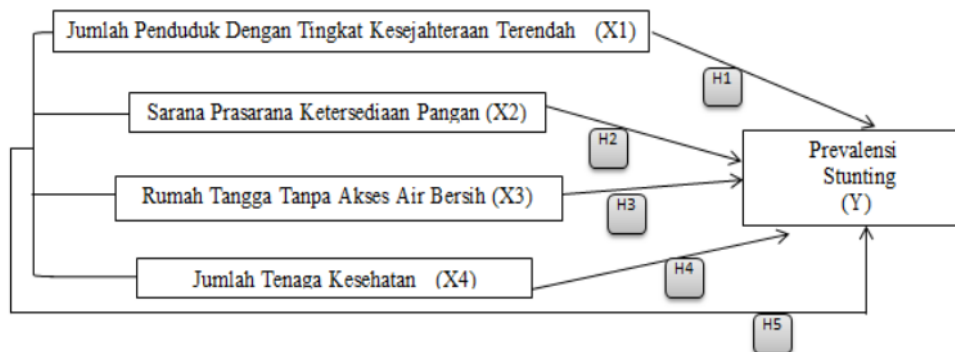 Jumlah Penduduk Dengan Tingkat Kesejahteraan Terendah (X1)
H1
Sarana Prasarana Ketersediaan Pangan (X2)
H2
Prevalensi
Stunting
(Y)
Rumah Tangga Tanpa Akses Air Bersih (X3)
H3
Jumlah Tenaga Kesehatan (X4)
H4
H5